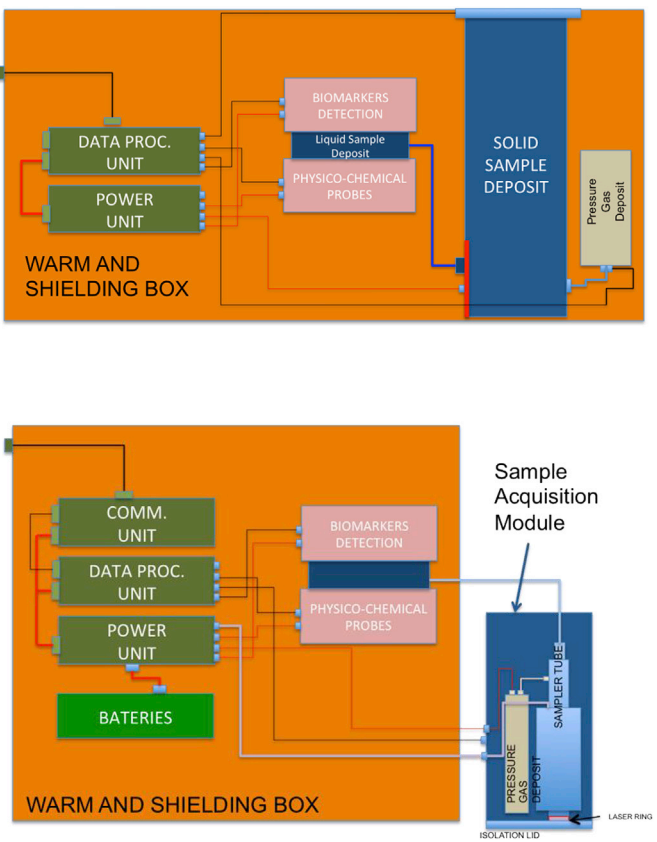 BIOMARKERS
DETECTION
DATA PROC.
UNIT
Liquid Sample
Deposit
SOLID
SAMPLE
DEPOSIT
PHYSICO-CHEMICAL
PROBES
POWER
UNIT
Pressure
Gas
Deposit
WARM AND
SHIELDING BOX
Sample
Acquisition
Module
COMM.
UNIT
BIOMARKERS
DETECTION
DATA PROC.
UNIT
PHYSICO-CHEMICAL
PROBES
POWER
UNIT
SAMPLER TUBE
BATERIES
PRESSURE
GAS
DEPOSIT
WARM AND SHIELDING BOX
LASER RING
ISOLATION LID